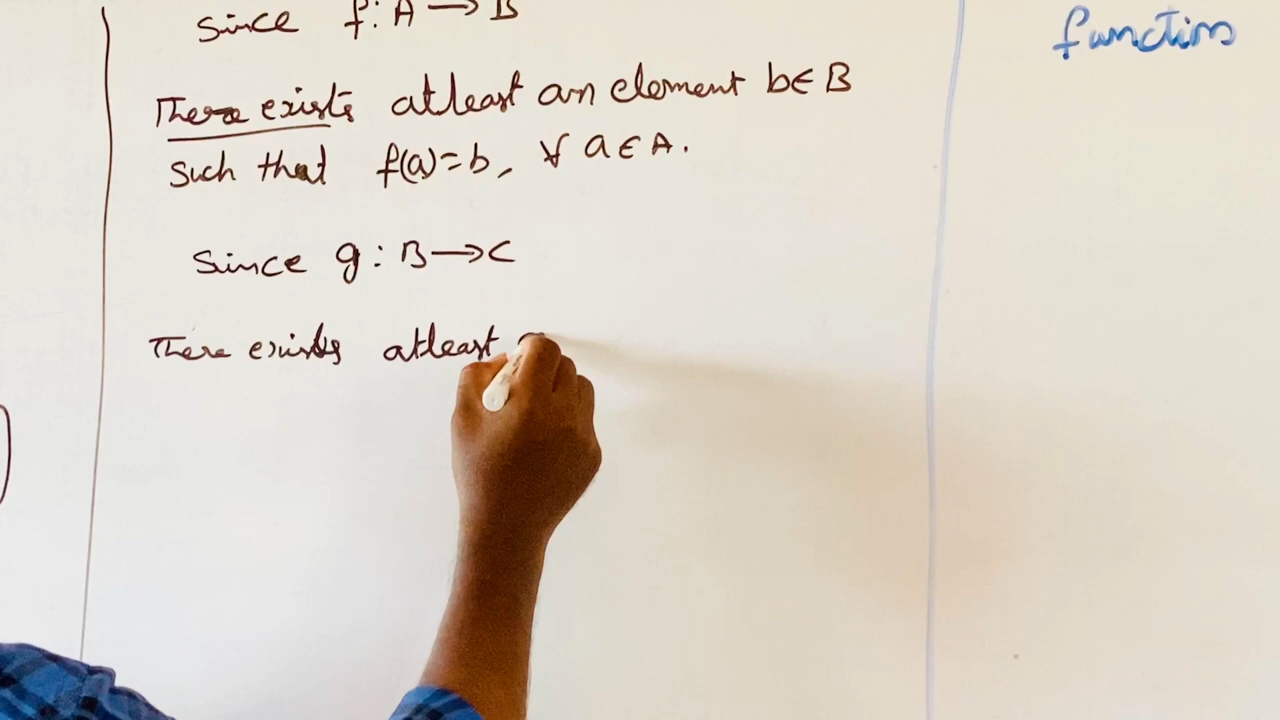 Since f: A → B
There exists atleast an element b∈B
Such that f(a)=b, ∀ a∈A.
Since g: B→C
There exists atleast
function